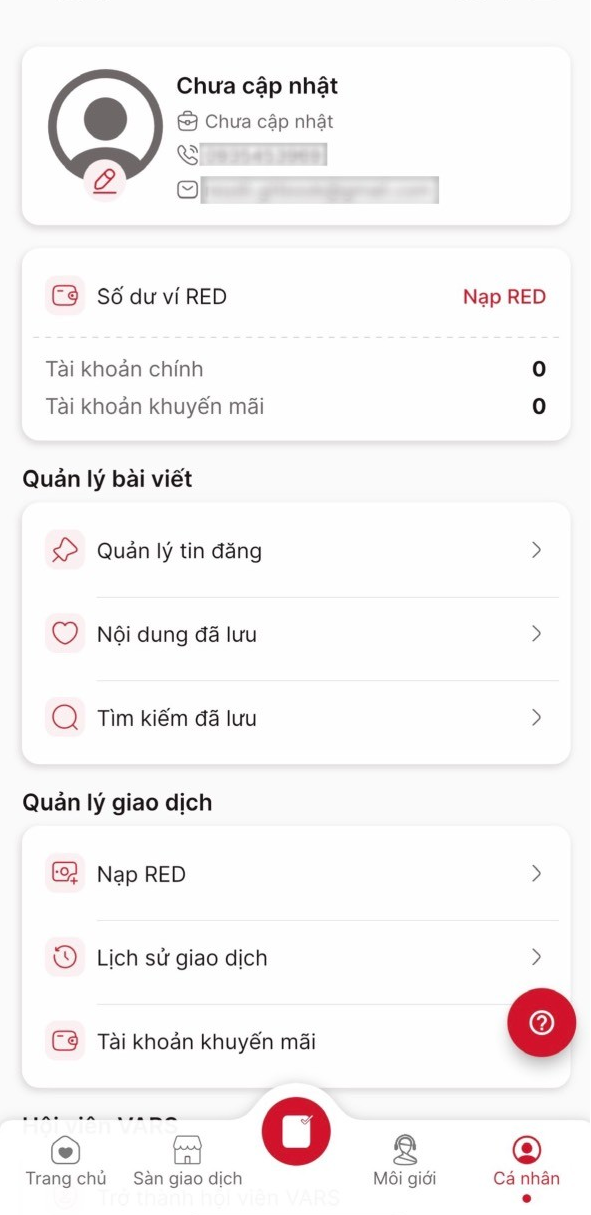 Chưa cập nhật
Chưa cập nhật
Số dư ví RED
Nạp RED
Tài khoản chính
0
Tài khoản khuyến mãi
0
Quản lý bài viết
Quản lý tin đăng
Nội dung đã lưu
Tìm kiếm đã lưu
Quản lý giao dịch
Nạp RED
Lịch sử giao dịch
Tài khoản khuyến mãi
Hội viên VARS
Trang chủ
Sàn giao dịch
Môi giới
Cá nhân
Trở thành hội viên VARS